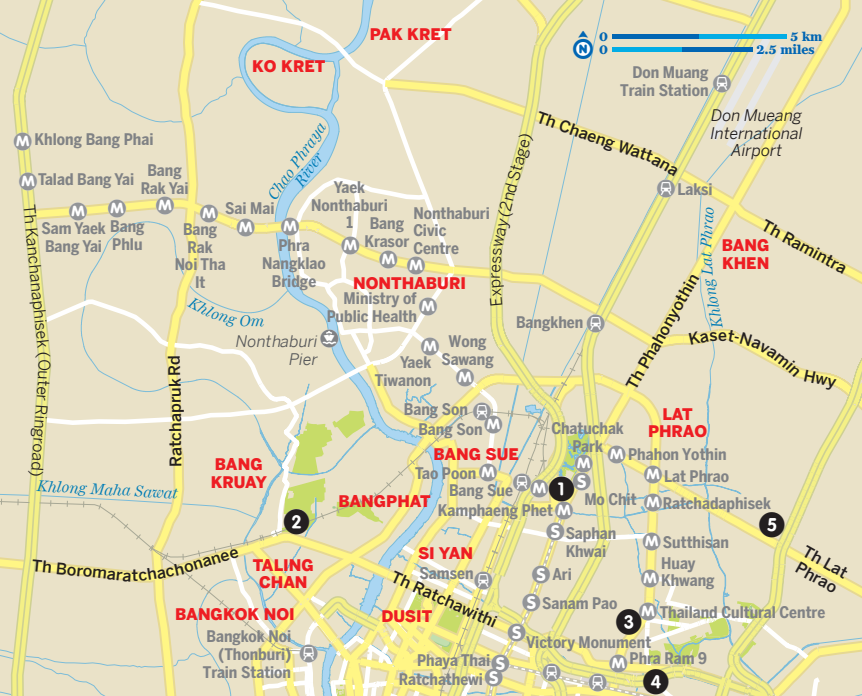 PAK KRET
0 5 km
N
0 2.5 miles
KO KRET
Don Muang
Train Station
Don Mueang
International
Airport
Th Chaeng Wattana
M Khlong Bang Phai
Chao Phraya
River
Expressway (2nd Stage)
M Talad Bang Yai
Bang
Rak Yai
Laksi
Khlong Lat Phrao
Th Kanchanaphisek (Outer Ringroad)
Sam Yaek
Bang Yai
Bang
Phlu
Sai Mai
Bang
Rak
Noi Tha
It
Phra
Nangklao
Bridge
Yaek
Nonthaburi
1
Bang
Krasor
Nonthaburi
Civic
Centre
BANG
KHEN
Th Ramintra
NONTHABURI
Ministry of
Public Health
Khlong Om
Nonthaburi
Pier
Bangkhen
Th Phahonyothin
Kaset-Navamin Hwy
Yaek
Tiwanon
Wong
Sawang
Ratchapruk Rd
Bang Son
Bang Son
LAT
PHRAO
Chatuchak
Park
BANG SUE
Phahon Yothin
BANG
KRUAY
Tao Poon
Lat Phrao
Bang Sue
1
Mo Chit
Khlong Maha Sawat
BANGPHAT
Kamphaeng Phet
Ratchadaphisek
2
5
Saphan
Khwai
Sutthisan
Th Boromaratchachonanee
SI YAN
Th Lat
Phrao
TALING
CHAN
Samsen
Ari
Huay
Khwang
Th Ratchawithi
BANGKOK NOI
DUSIT
Sanam Pao
Thailand Cultural Centre
3
Bangkok Noi
(Thonburi)
Train Station
Victory Monument
Phaya Thai
Phra Ram 9
Ratchathewi
4